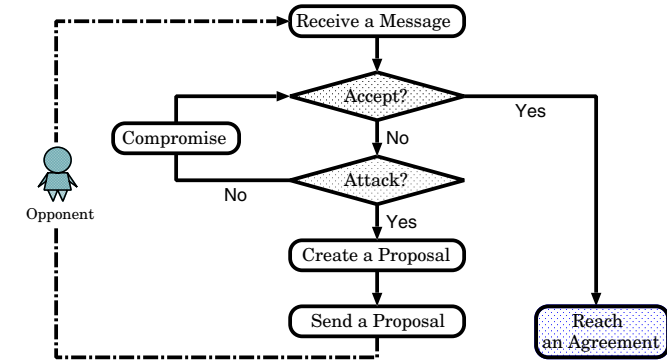 Receive a Message
Accept?
Yes
Compromise
No
Attack?
No
Opponent
Yes
Create a Proposal
Send a Proposal
Reach
an Agreement